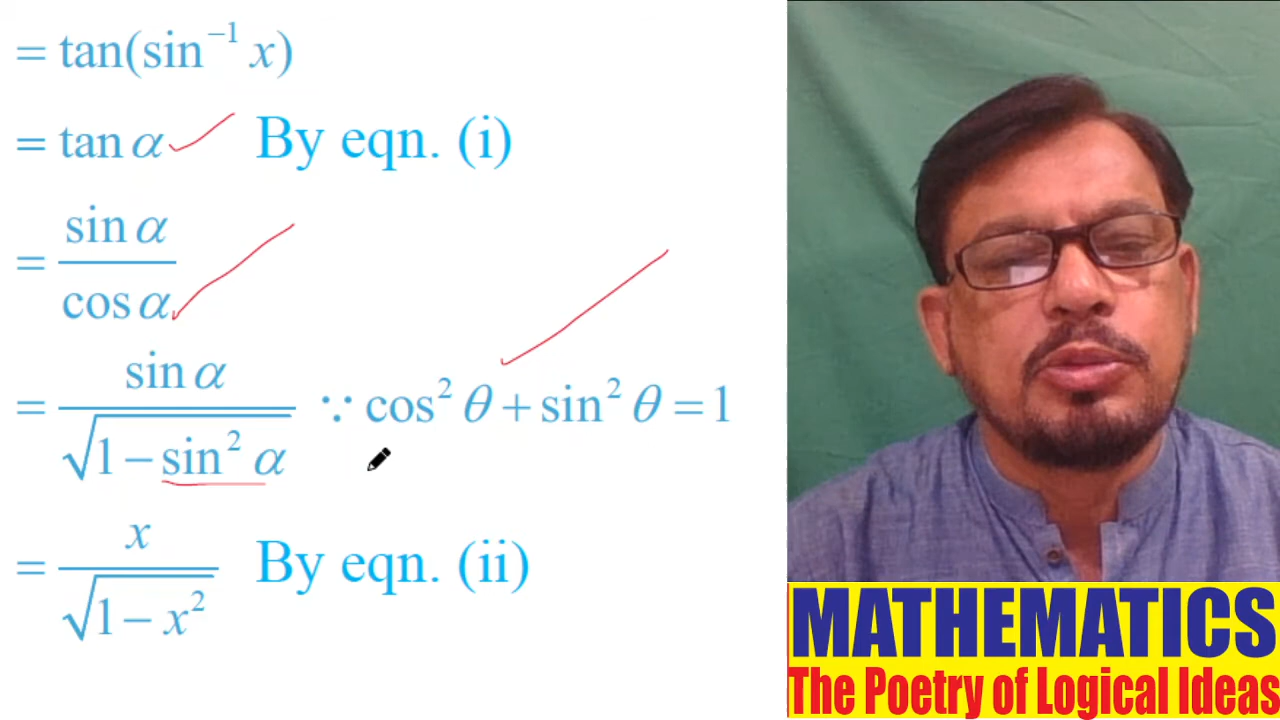 = tan(sin⁻¹ x)
= tan α By eqn. (i)
= sin α / cos α
= sin α / √(1 − sin² α) ∵ cos² θ + sin² θ = 1
= x / √(1 − x²) By eqn. (ii)
MATHEMATICS
The Poetry of Logical Ideas